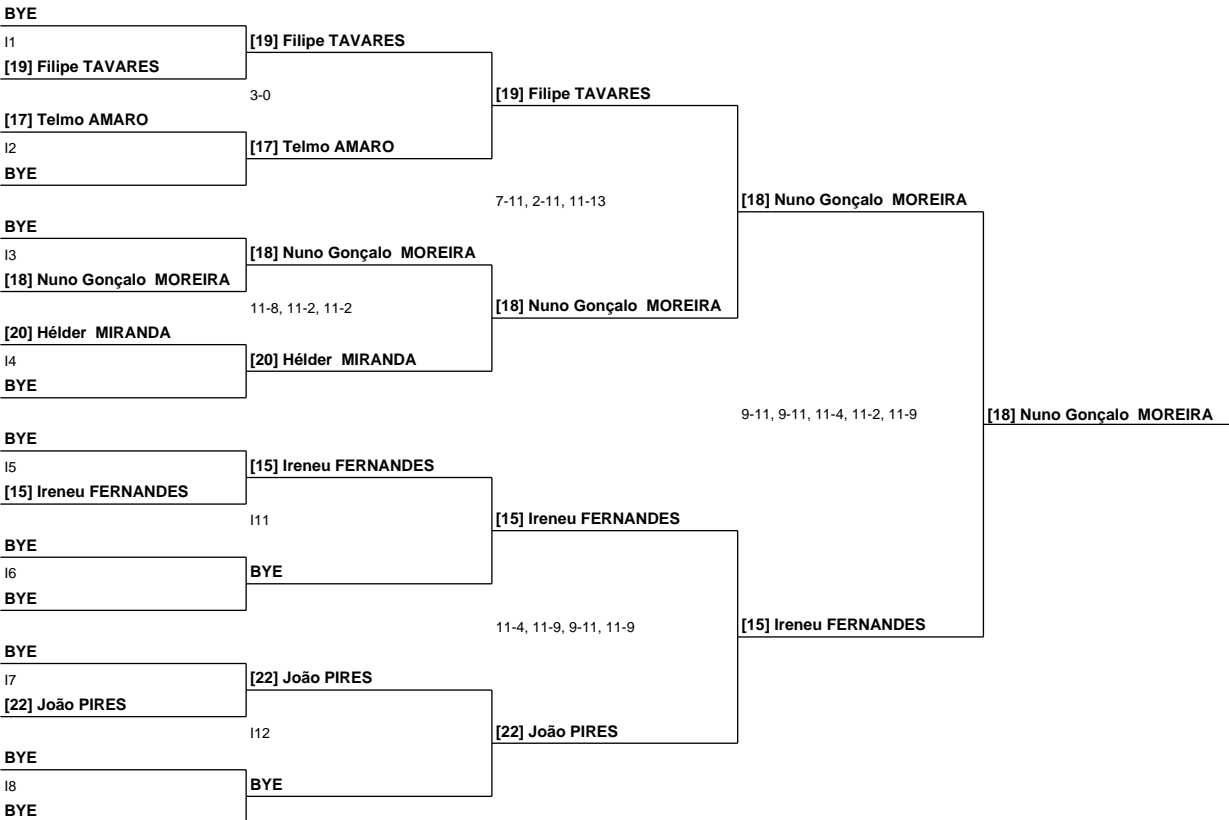 BYE
I1
[19] Filipe TAVARES
[19] Filipe TAVARES
3-0
[19] Filipe TAVARES
[17] Telmo AMARO
I2
[17] Telmo AMARO
BYE
7-11, 2-11, 11-13
[18] Nuno Gonçalo  MOREIRA
BYE
I3
[18] Nuno Gonçalo  MOREIRA
[18] Nuno Gonçalo  MOREIRA
11-8, 11-2, 11-2
[18] Nuno Gonçalo  MOREIRA
[20] Hélder  MIRANDA
I4
[20] Hélder  MIRANDA
BYE
9-11, 9-11, 11-4, 11-2, 11-9
[18] Nuno Gonçalo  MOREIRA
BYE
I5
[15] Ireneu FERNANDES
[15] Ireneu FERNANDES
I11
[15] Ireneu FERNANDES
BYE
I6
BYE
BYE
11-4, 11-9, 9-11, 11-9
[15] Ireneu FERNANDES
BYE
I7
[22] João PIRES
[22] João PIRES
I12
[22] João PIRES
BYE
I8
BYE
BYE